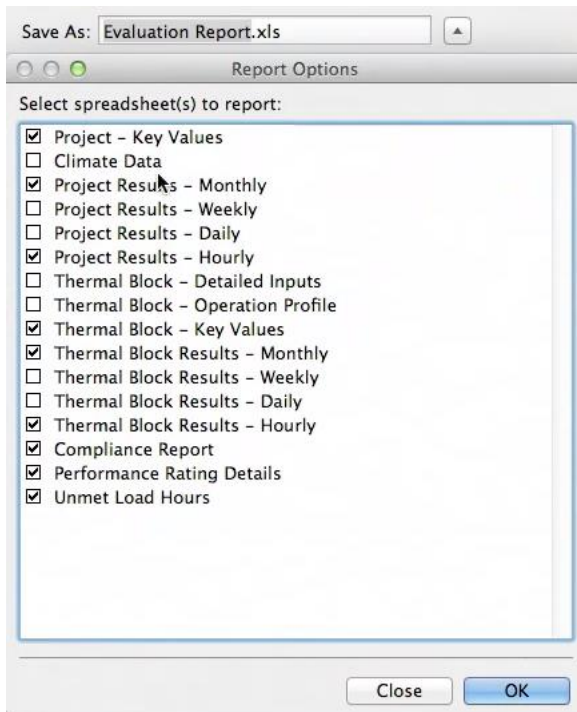 Save As: Evaluation Report.xls
Report Options
Select spreadsheet(s) to report:
Project – Key Values
Climate Data
Project Results – Monthly
Project Results – Weekly
Project Results – Daily
Project Results – Hourly
Thermal Block – Detailed Inputs
Thermal Block – Operation Profile
Thermal Block – Key Values
Thermal Block Results – Monthly
Thermal Block Results – Weekly
Thermal Block Results – Daily
Thermal Block Results – Hourly
Compliance Report
Performance Rating Details
Unmet Load Hours
Close OK